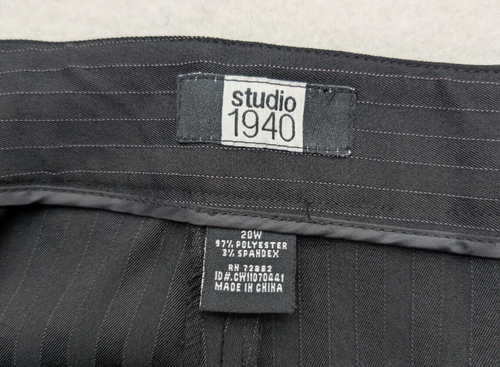 studio
1940
20W
97% POLYESTER
3% SPANDEX
RN 72882
ID#.CW11070441
MADE IN CHINA